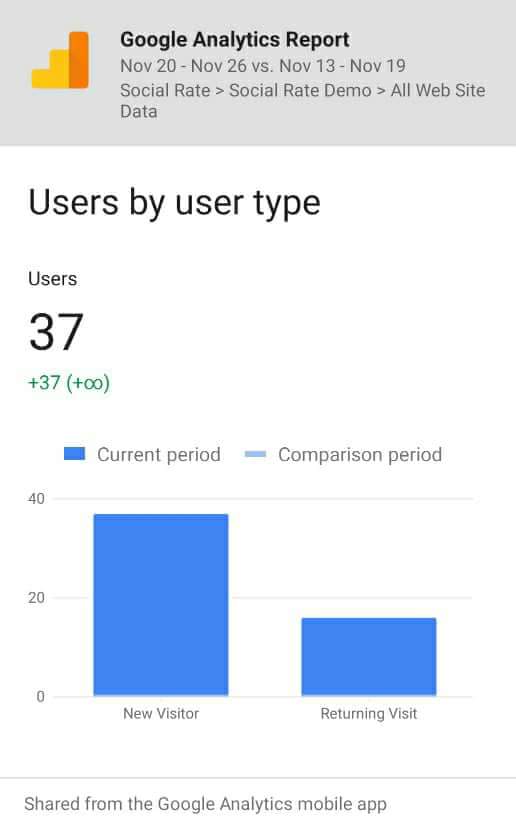 Google Analytics Report
Nov 20 - Nov 26 vs. Nov 13 - Nov 19
Social Rate > Social Rate Demo > All Web Site
Data
Users by user type
Users
37
+37 (+∞)
Current period Comparison period
40
20
0
New Visitor Returning Visit
Shared from the Google Analytics mobile app